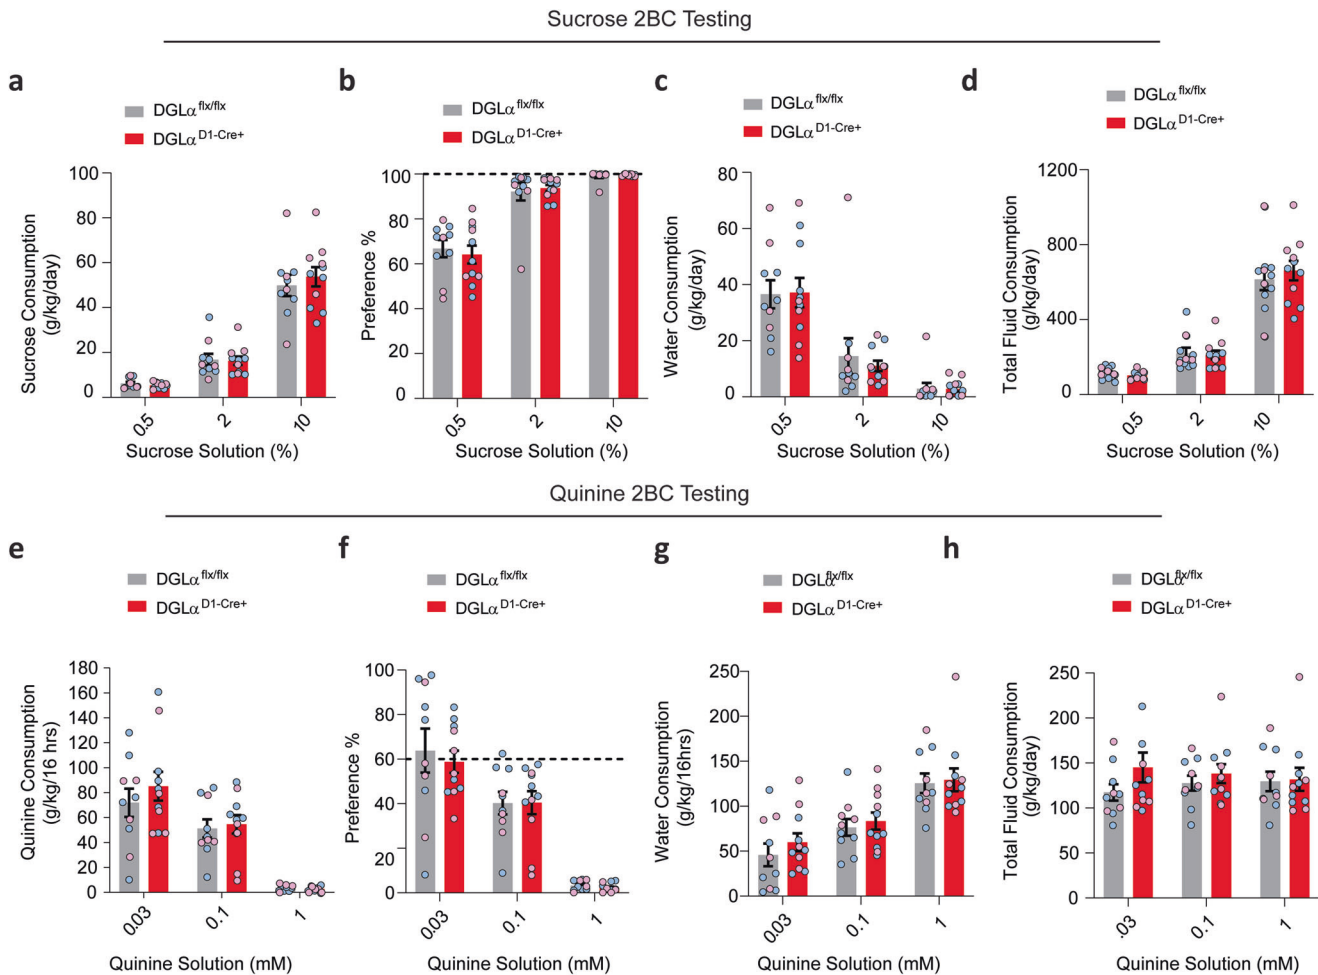 Sucrose 2BC Testing
a
DGLα flx/flx
DGLα D1-Cre+
Sucrose Consumption
(g/kg/day)
100
80
60
40
20
0
0.5
2
10
Sucrose Solution (%)
b
DGLα flx/flx
DGLα D1-Cre+
Preference %
100
80
60
40
20
0
0.5
2
10
Sucrose Solution (%)
c
DGLα flx/flx
DGLα D1-Cre+
Water Consumption
(g/kg/day)
80
60
40
20
0
0.5
2
10
Sucrose Solution (%)
d
DGLα flx/flx
DGLα D1-Cre+
Total Fluid Consumption
(g/kg/day)
1200
800
400
0
0.5
2
10
Sucrose Solution (%)
Quinine 2BC Testing
e
DGLα flx/flx
DGLα D1-Cre+
Quinine Consumption
(g/kg/16 hrs)
180
160
140
120
100
80
60
40
20
0
0.03
0.1
1
Quinine Solution (mM)
f
DGLα flx/flx
DGLα D1-Cre+
Preference %
100
80
60
40
20
0
0.03
0.1
1
Quinine Solution (mM)
g
DGLα flx/flx
DGLα D1-Cre+
Water Consumption
(g/kg/16hrs)
250
200
150
100
50
0
0.03
0.1
1
Quinine Solution (mM)
h
DGLα flx/flx
DGLα D1-Cre+
Total Fluid Consumption
(g/kg/day)
250
200
150
100
50
0
.03
0.1
1
Quinine Solution (mM)